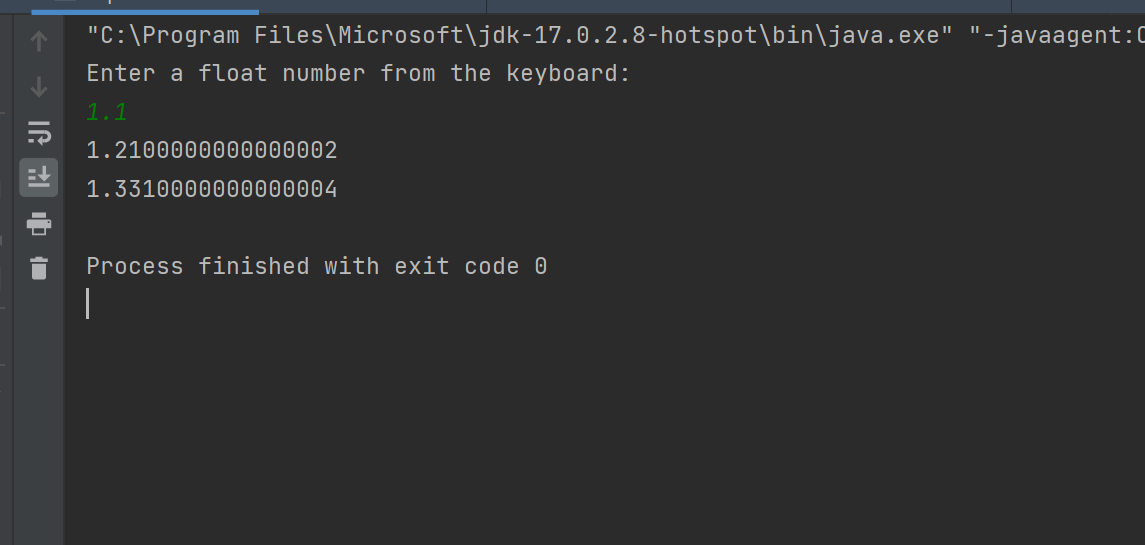 "C:\Program Files\Microsoft\jdk-17.0.2.8-hotspot\bin\java.exe" "-javaagent:
Enter a float number from the keyboard:
1.1
1.2100000000000002
1.3310000000000004
Process finished with exit code 0